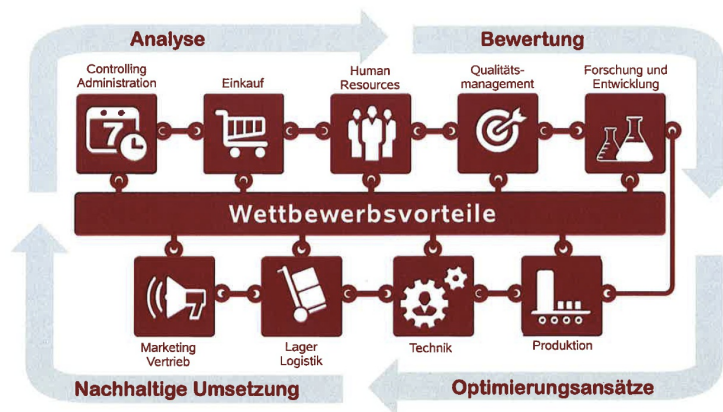 Analyse
Bewertung
Controlling
Administration
Einkauf
Human
Resources
Qualitäts-
management
Forschung und
Entwicklung
7
Wettbewerbsvorteile
Marketing
Vertrieb
Lager
Logistik
Technik
Produktion
Nachhaltige Umsetzung
Optimierungsansätze